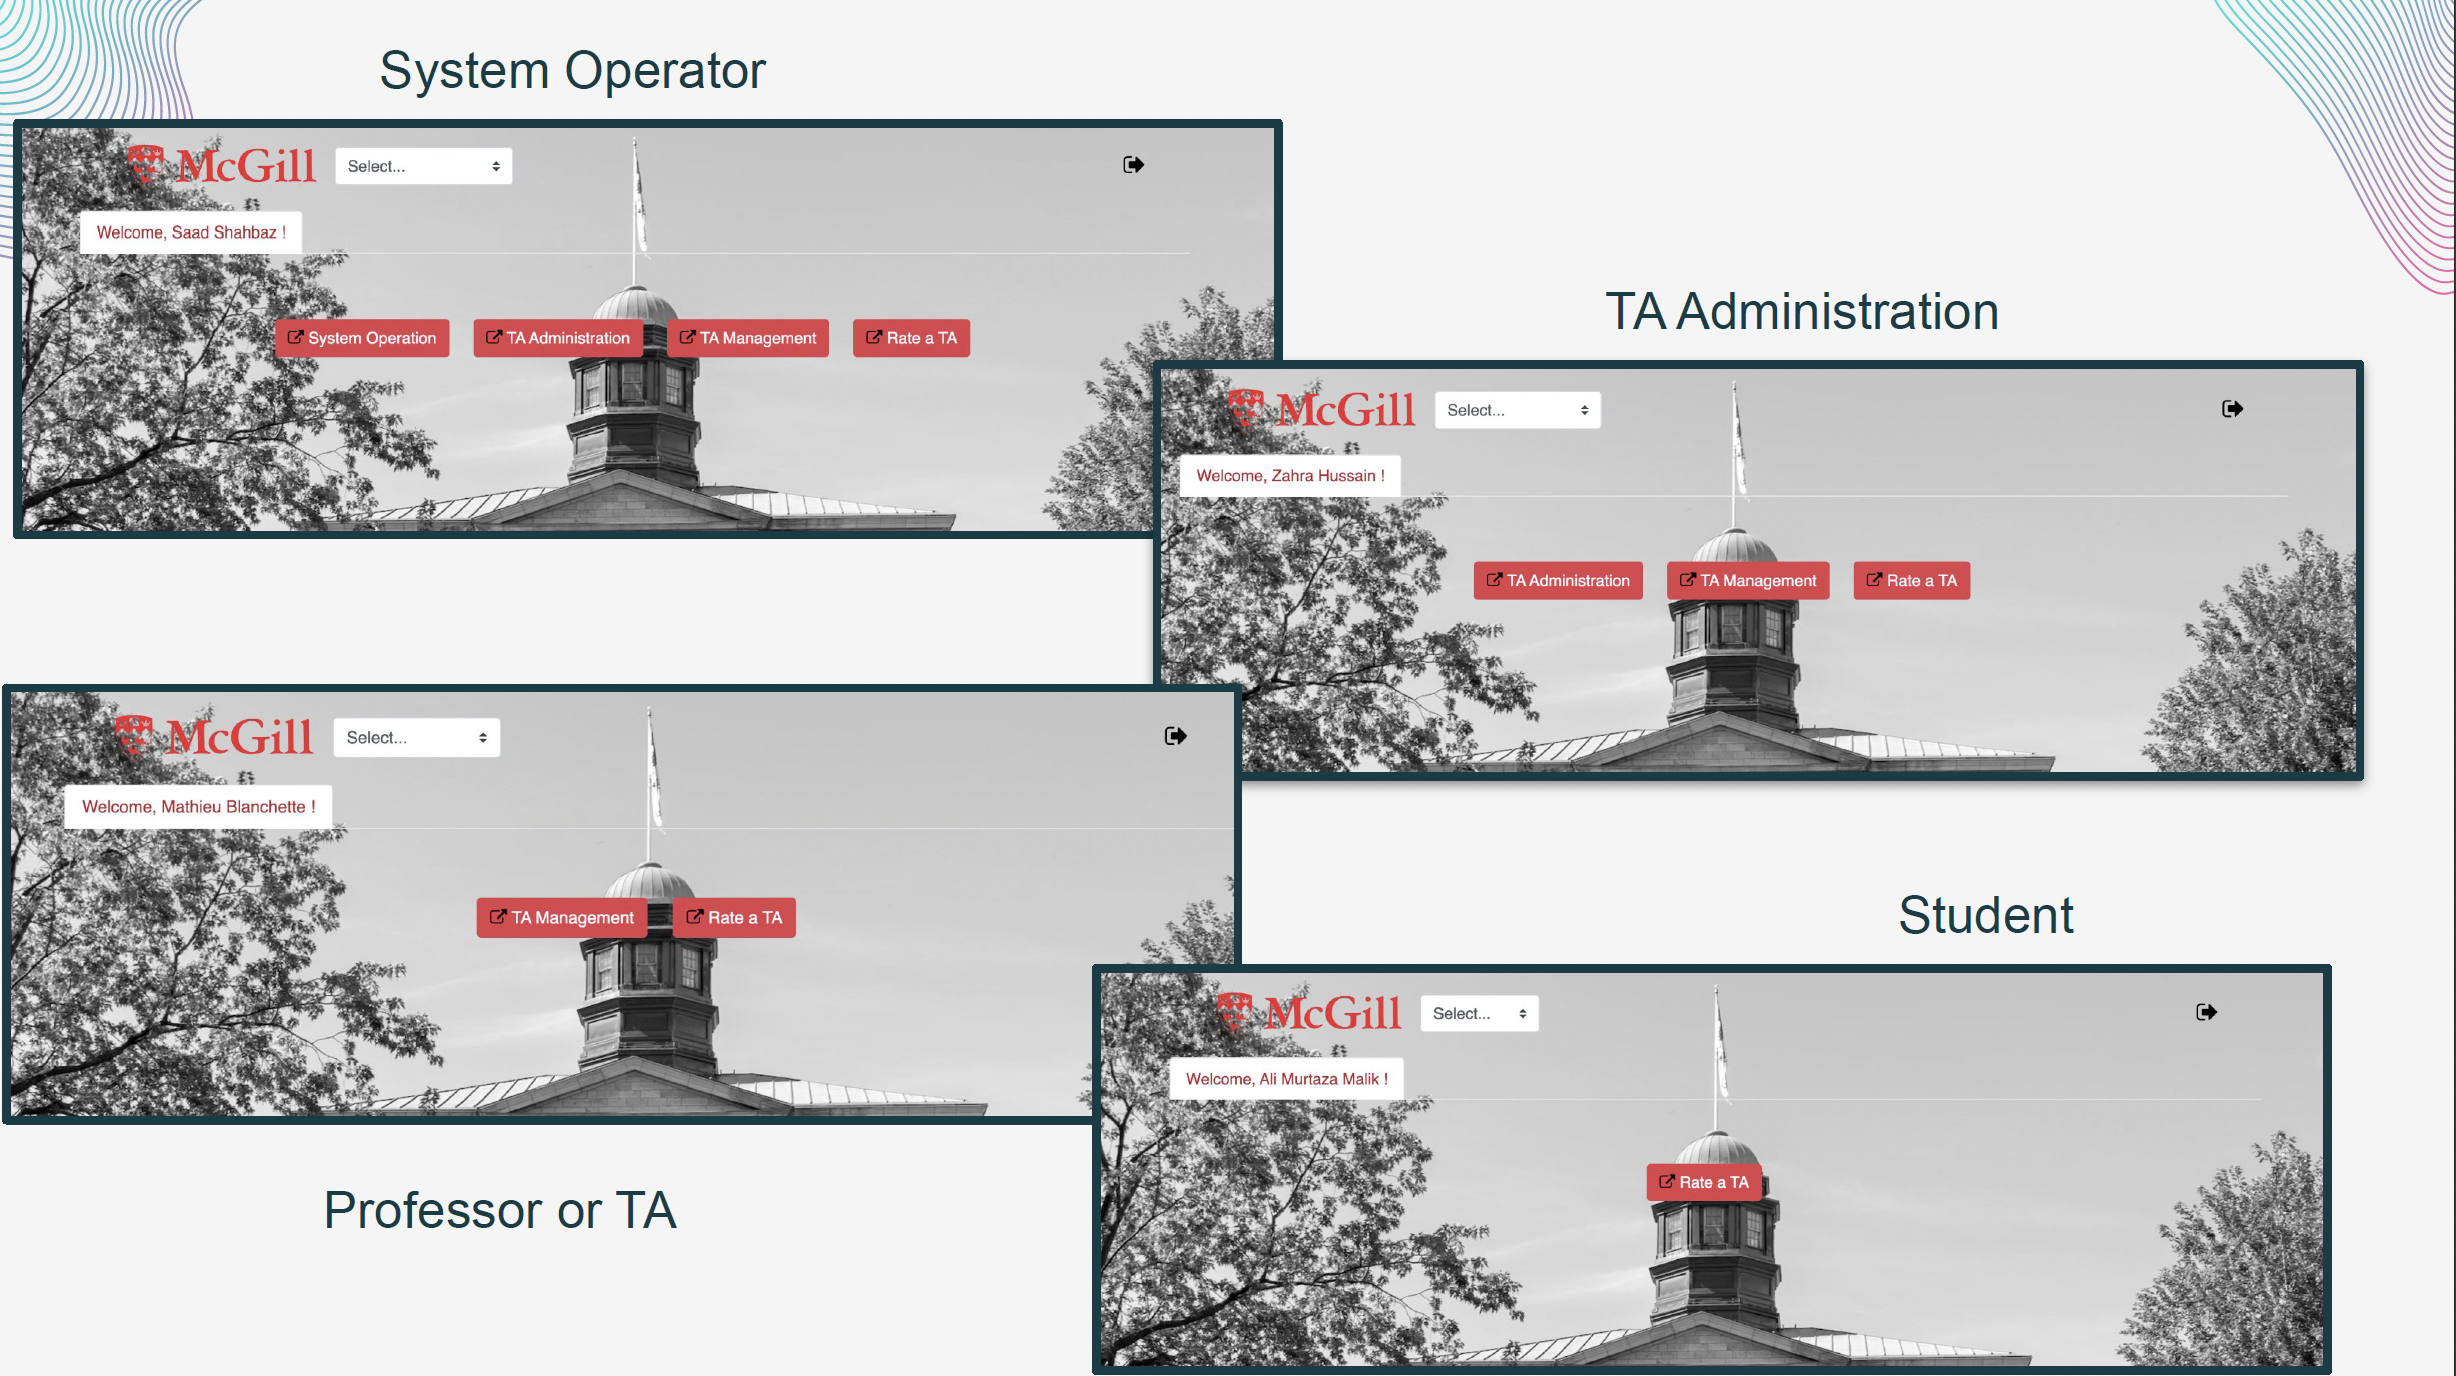 System Operator
McGill
Select...
Welcome, Saad Shahbaz !
System Operation
TA Administration
TA Management
Rate a TA
TA Administration
McGill
Select...
Welcome, Zahra Hussain !
TA Administration
TA Management
Rate a TA
McGill
Select...
Welcome, Mathieu Blanchette !
TA Management
Rate a TA
Professor or TA
Student
McGill
Select...
Welcome, Ali Murtaza Malik !
Rate a TA